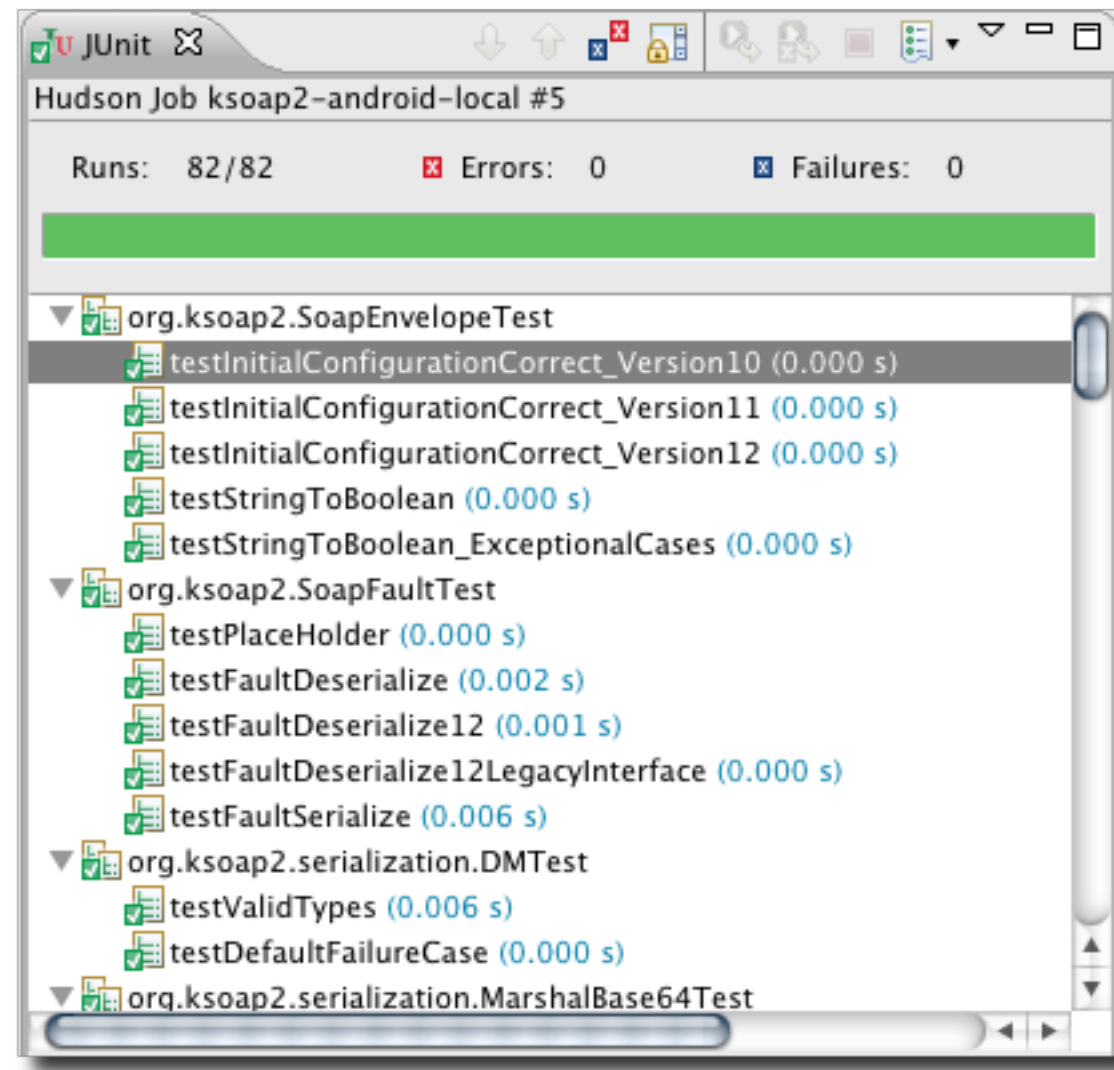 JUnit
Hudson Job ksoap2-android-local #5
Runs: 82/82 Errors: 0 Failures: 0
org.ksoap2.SoapEnvelopeTest
testInitialConfigurationCorrect_Version10 (0.000 s)
testInitialConfigurationCorrect_Version11 (0.000 s)
testInitialConfigurationCorrect_Version12 (0.000 s)
testStringToBoolean (0.000 s)
testStringToBoolean_ExceptionalCases (0.000 s)
org.ksoap2.SoapFaultTest
testPlaceHolder (0.000 s)
testFaultDeserialize (0.002 s)
testFaultDeserialize12 (0.001 s)
testFaultDeserialize12LegacyInterface (0.000 s)
testFaultSerialize (0.006 s)
org.ksoap2.serialization.DMTest
testValidTypes (0.006 s)
testDefaultFailureCase (0.000 s)
org.ksoap2.serialization.MarshalBase64Test